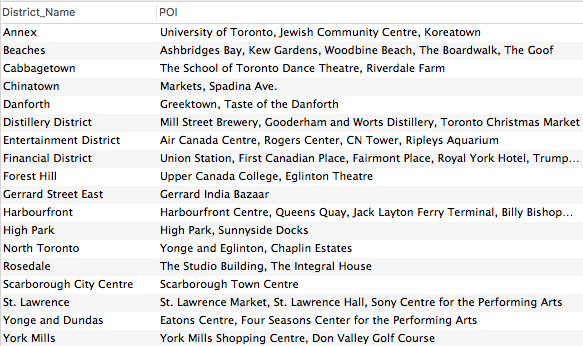 District_Name POI
Annex University of Toronto, Jewish Community Centre, Koreatown
Beaches Ashbridges Bay, Kew Gardens, Woodbine Beach, The Boardwalk, The Goof
Cabbagetown The School of Toronto Dance Theatre, Riverdale Farm
Chinatown Markets, Spadina Ave.
Danforth Greektown, Taste of the Danforth
Distillery District Mill Street Brewery, Gooderham and Worts Distillery, Toronto Christmas Market
Entertainment District Air Canada Centre, Rogers Center, CN Tower, Ripleys Aquarium
Financial District Union Station, First Canadian Place, Fairmont Place, Royal York Hotel, Trump...
Forest Hill Upper Canada College, Eglinton Theatre
Gerrard Street East Gerrard India Bazaar
Harbourfront Harbourfront Centre, Queens Quay, Jack Layton Ferry Terminal, Billy Bishop...
High Park High Park, Sunnyside Docks
North Toronto Yonge and Eglinton, Chaplin Estates
Rosedale The Studio Building, The Integral House
Scarborough City Centre Scarborough Town Centre
St. Lawrence St. Lawrence Market, St. Lawrence Hall, Sony Centre for the Performing Arts
Yonge and Dundas Eatons Centre, Four Seasons Center for the Performing Arts
York Mills York Mills Shopping Centre, Don Valley Golf Course